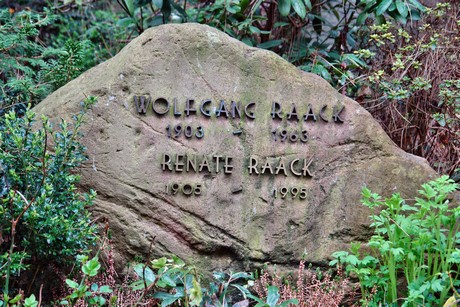 WOLFGANG RAACK
1903 - 1963
RENATE RAACK
1905 - 1995